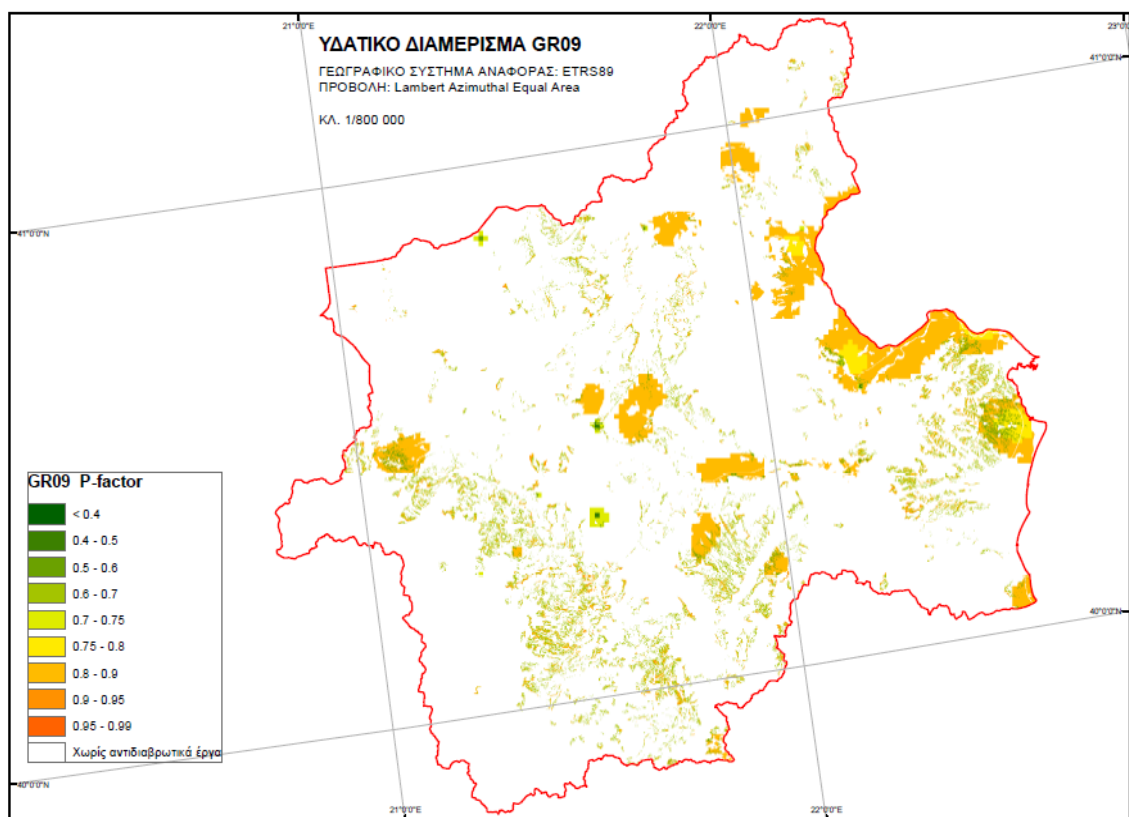 21°0'0"E
22°0'0"E
23°0'0"E
ΥΔΑΤΙΚΟ ΔΙΑΜΕΡΙΣΜΑ GR09
ΓΕΩΓΡΑΦΙΚΟ ΣΥΣΤΗΜΑ ΑΝΑΦΟΡΑΣ: ETRS89
ΠΡΟΒΟΛΗ: Lambert Azimuthal Equal Area
ΚΛ. 1/800 000
41°0'0"N
41°0'0"N
GR09 P-factor
< 0.4
0.4 - 0.5
0.5 - 0.6
0.6 - 0.7
0.7 - 0.75
0.75 - 0.8
0.8 - 0.9
0.9 - 0.95
0.95 - 0.99
Χωρίς αντιδιαβρωτικά έργα
40°0'0"N
40°0'0"N
21°0'0"E
22°0'0"E